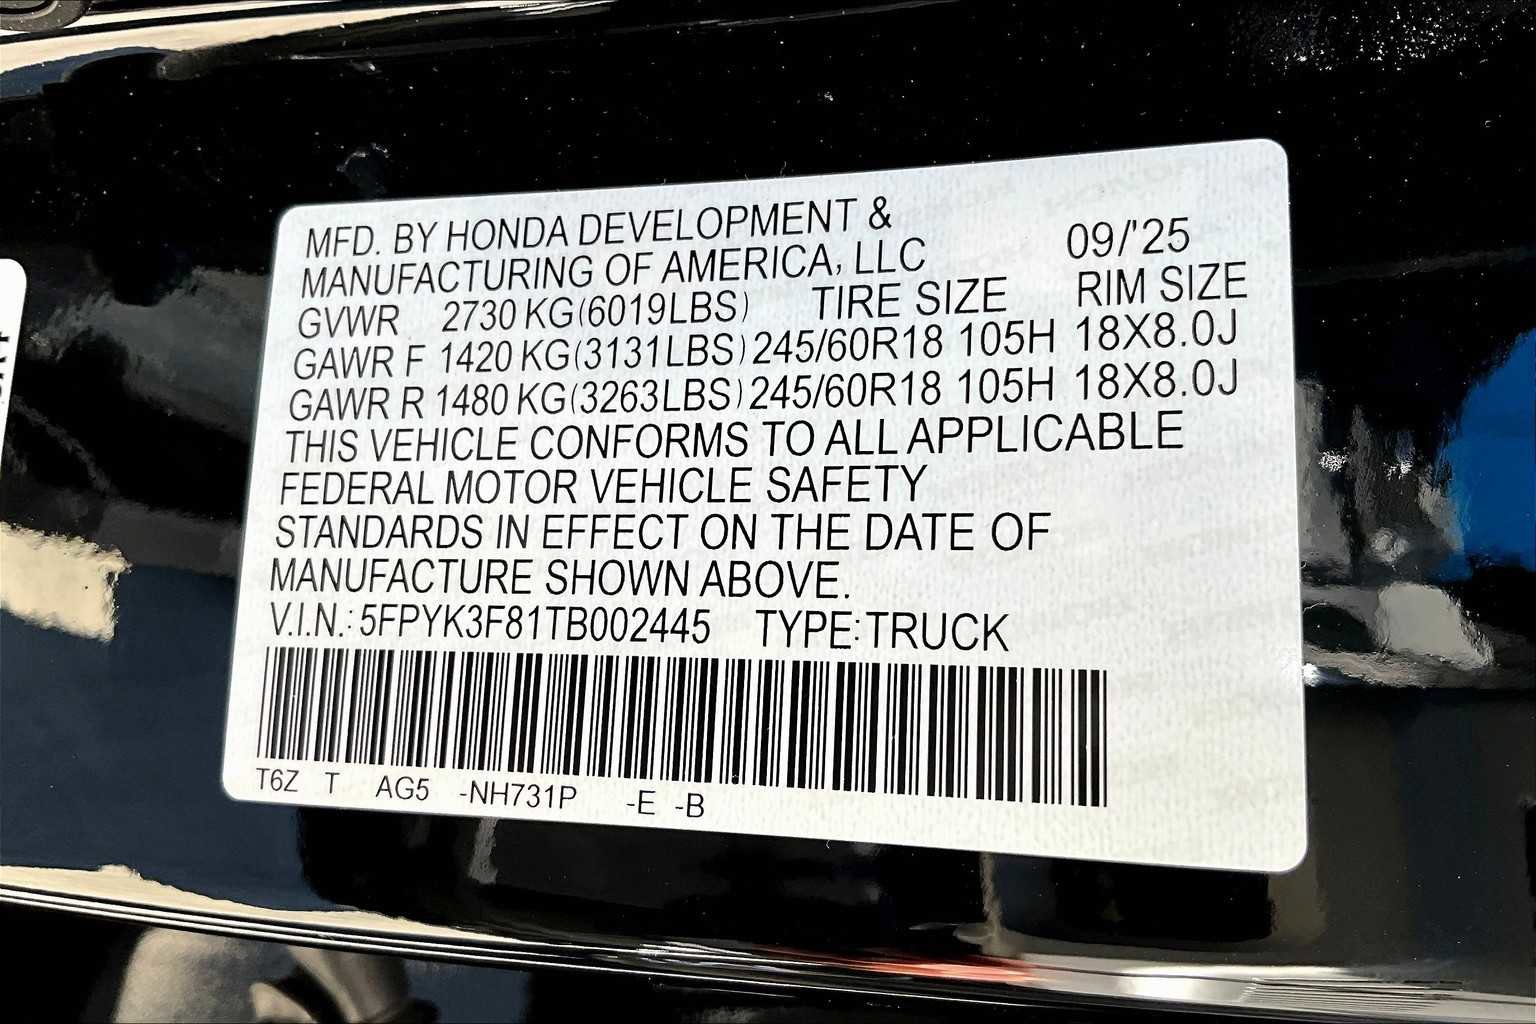 MFD. BY HONDA DEVELOPMENT &
MANUFACTURING OF AMERICA, LLC 09/'25
GVWR 2730 KG(6019LBS) TIRE SIZE RIM SIZE
GAWR F 1420 KG(3131LBS) 245/60R18 105H 18X8.0J
GAWR R 1480 KG(3263LBS) 245/60R18 105H 18X8.0J
THIS VEHICLE CONFORMS TO ALL APPLICABLE
FEDERAL MOTOR VEHICLE SAFETY
STANDARDS IN EFFECT ON THE DATE OF
MANUFACTURE SHOWN ABOVE.
V.I.N.: 5FPYK3F81TB002445 TYPE: TRUCK
T6Z T AG5 -NH731P -E -B